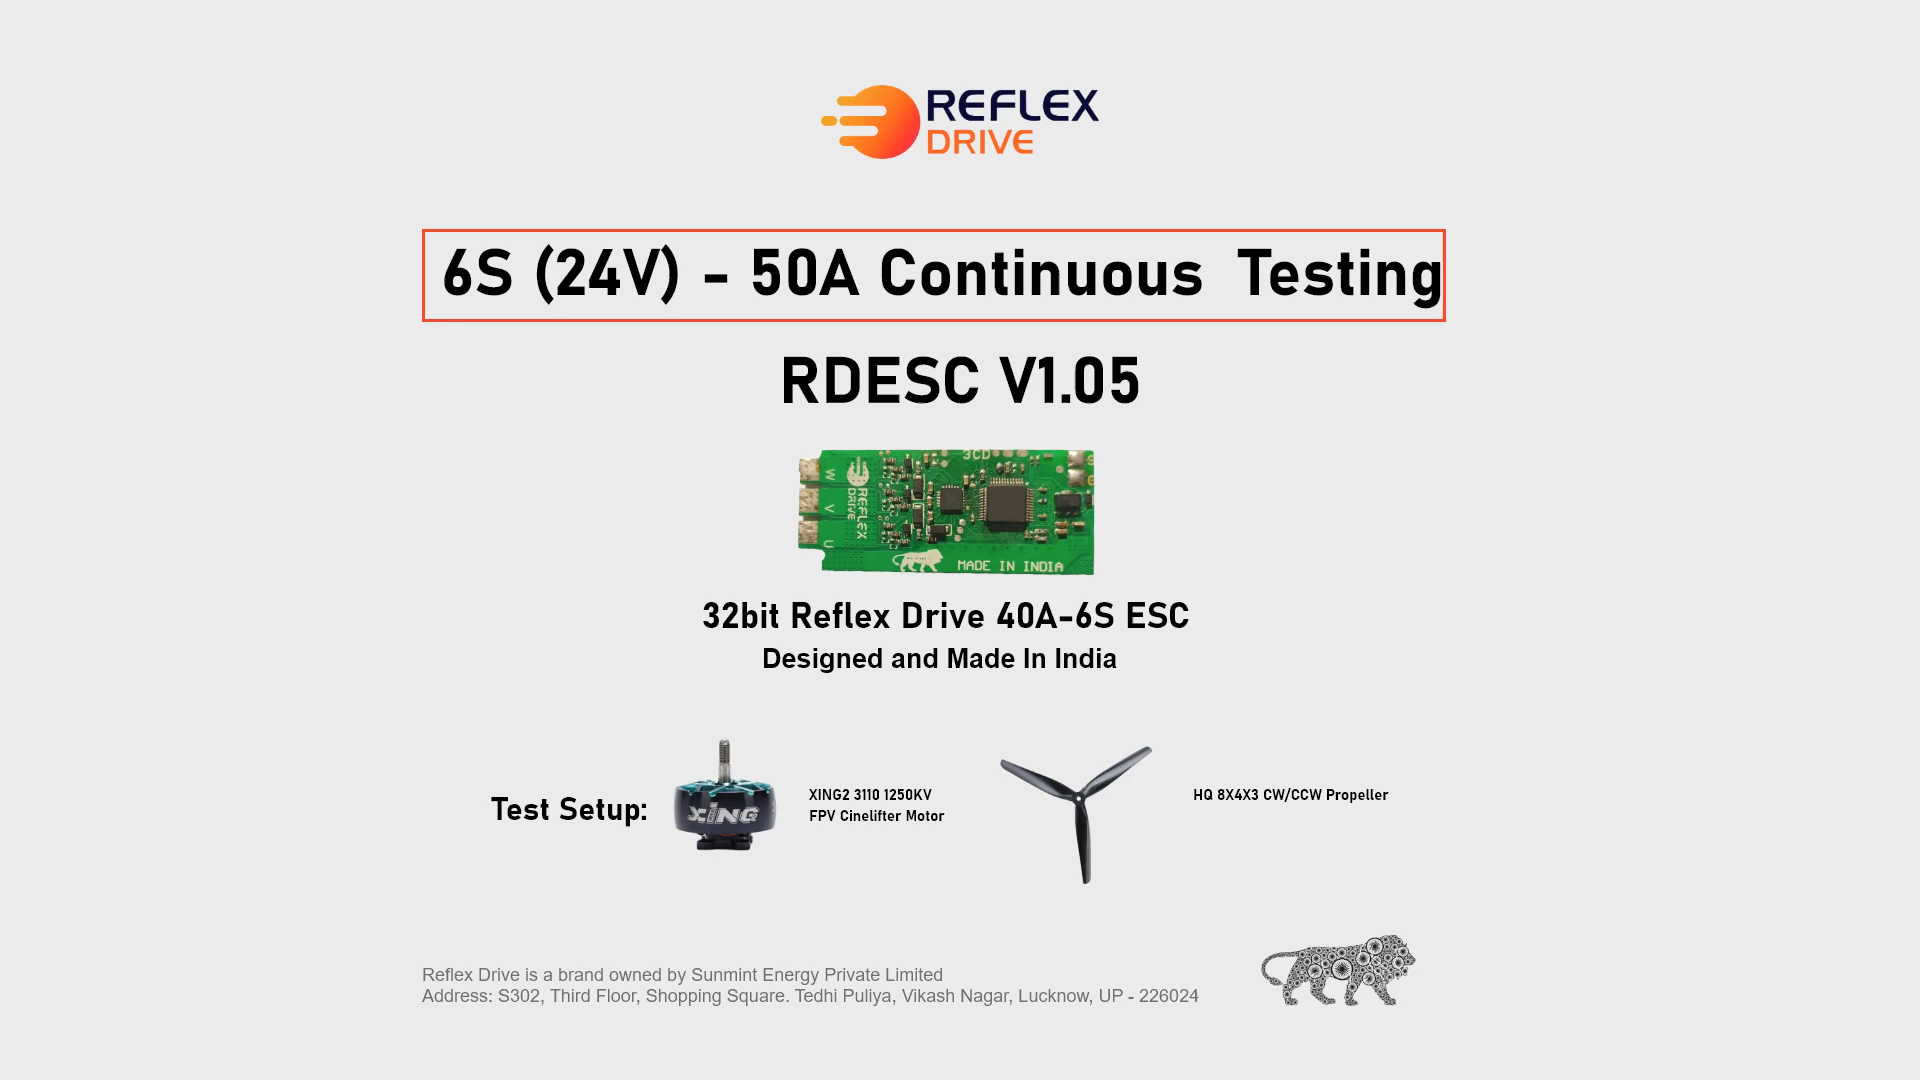 REFLEX
DRIVE
6S (24V) - 50A Continuous Testing
RDESC V1.05
3CD
W
V
U
REFLEX
DRIVE
MADE IN INDIA
32bit Reflex Drive 40A-6S ESC
Designed and Made In India
Test Setup:
XING
XING2 3110 1250KV
FPV Cinelifter Motor
HQ 8X4X3 CW/CCW Propeller
Reflex Drive is a brand owned by Sunmint Energy Private Limited
Address: S302, Third Floor, Shopping Square. Tedhi Puliya, Vikash Nagar, Lucknow, UP - 226024